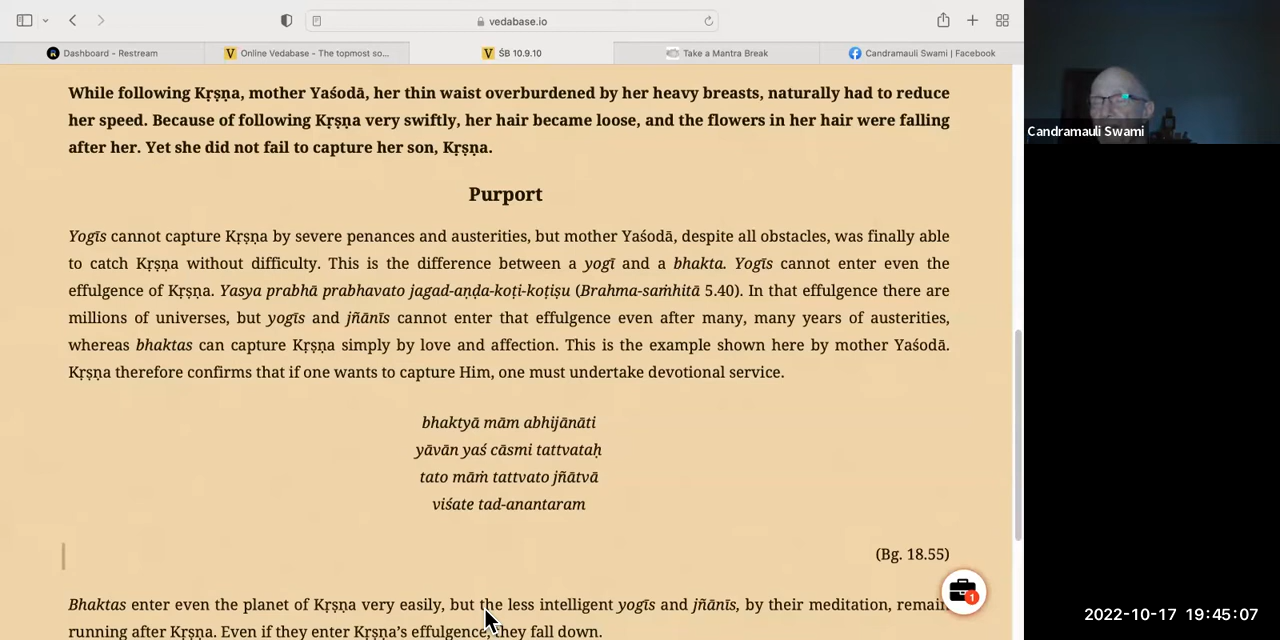 vedabase.io
Dashboard - Restream
Online Vedabase - The topmost so...
ŚB 10.9.10
Take a Mantra Break
Candramauli Swami | Facebook
While following Kṛṣṇa, mother Yaśodā, her thin waist overburdened by her heavy breasts, naturally had to reduce
her speed. Because of following Kṛṣṇa very swiftly, her hair became loose, and the flowers in her hair were falling
after her. Yet she did not fail to capture her son, Kṛṣṇa.
Purport
Yogīs cannot capture Kṛṣṇa by severe penances and austerities, but mother Yaśodā, despite all obstacles, was finally able
to catch Kṛṣṇa without difficulty. This is the difference between a yogī and a bhakta. Yogīs cannot enter even the
effulgence of Kṛṣṇa. Yasya prabhā prabhavato jagad-aṇḍa-koṭi-koṭiṣu (Brahma-saṁhitā 5.40). In that effulgence there are
millions of universes, but yogīs and jñānīs cannot enter that effulgence even after many, many years of austerities,
whereas bhaktas can capture Kṛṣṇa simply by love and affection. This is the example shown here by mother Yaśodā.
Kṛṣṇa therefore confirms that if one wants to capture Him, one must undertake devotional service.
bhaktyā mām abhijānāti
yāvān yaś cāsmi tattvataḥ
tato māṁ tattvato jñātvā
viśate tad-anantaram
(Bg. 18.55)
Bhaktas enter even the planet of Kṛṣṇa very easily, but the less intelligent yogīs and jñānīs, by their meditation, remain
running after Kṛṣṇa. Even if they enter Kṛṣṇa’s effulgence, they fall down.
1
Candramauli Swami
2022-10-17 19:45:07